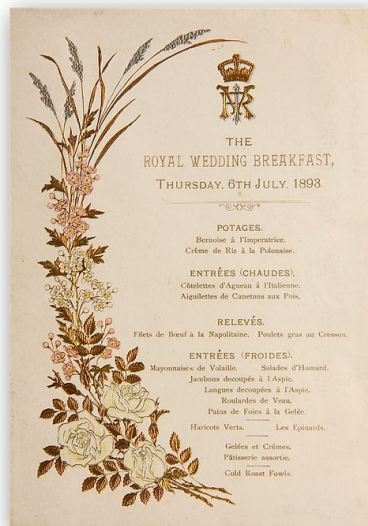 VR
THE
ROYAL WEDDING BREAKFAST,
THURSDAY, 6TH JULY. 1893.
POTAGES.
Bernoise à l'Imperatrice.
Crême de Riz à la Polonaise.
ENTRÉES (CHAUDES).
Côtelettes d'Agneau à l'Italienne.
Aiguillettes de Canetons aux Pois.
RELEVÉS.
Filets de Bœuf à la Napolitaine. Poulets gras au Cresson.
ENTRÉES (FROIDES).
Mayonnaises de Volaille. Salades d'Homard.
Jambons decoupés à l'Aspic.
Langues decoupées à l'Aspic.
Roulardes de Veau.
Pains de Foies à la Gelée.
Haricots Verts. Les Epinards.
Gelées et Crêmes.
Pâtisserie assortie.
Cold Roast Fowls.